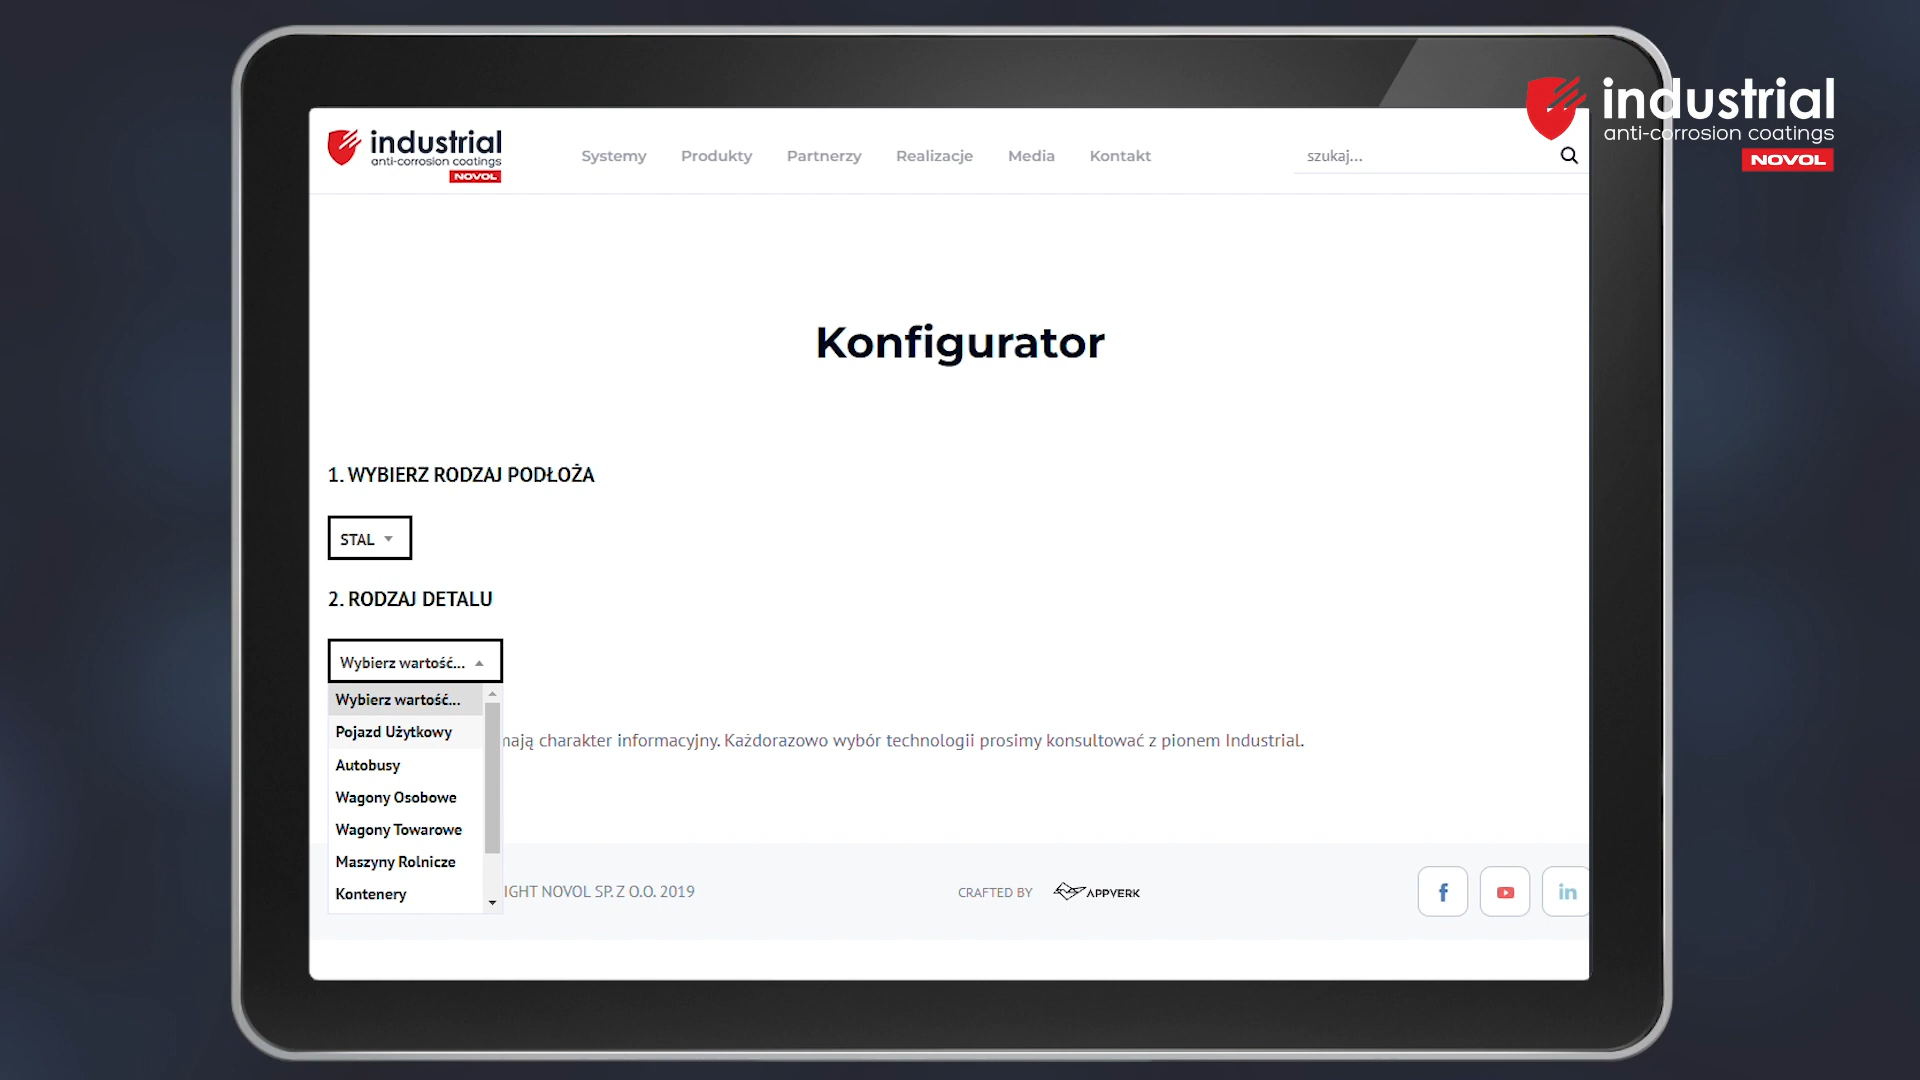 industrial
anti-corrosion coatings
NOVOL
industrial
anti-corrosion coatings
NOVOL
Systemy
Produkty
Partnerzy
Realizacje
Media
Kontakt
szukaj...
Konfigurator
1. WYBIERZ RODZAJ PODŁOŻA
STAL
2. RODZAJ DETALU
Wybierz wartość...
Wybierz wartość...
Pojazd Użytkowy
Autobusy
Wagony Osobowe
Wagony Towarowe
Maszyny Rolnicze
Kontenery
mają charakter informacyjny. Każdorazowo wybór technologii prosimy konsultować z pionem Industrial.
IGHT NOVOL SP. Z O.O. 2019
CRAFTED BY
APPVERK
f
in